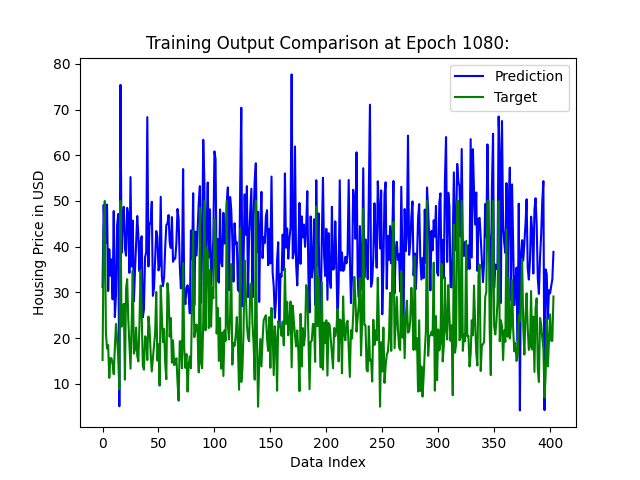 Training Output Comparison at Epoch 1080:
Prediction
Target
80
70
60
50
40
30
20
10
Housing Price in USD
0 50 100 150 200 250 300 350 400
Data Index